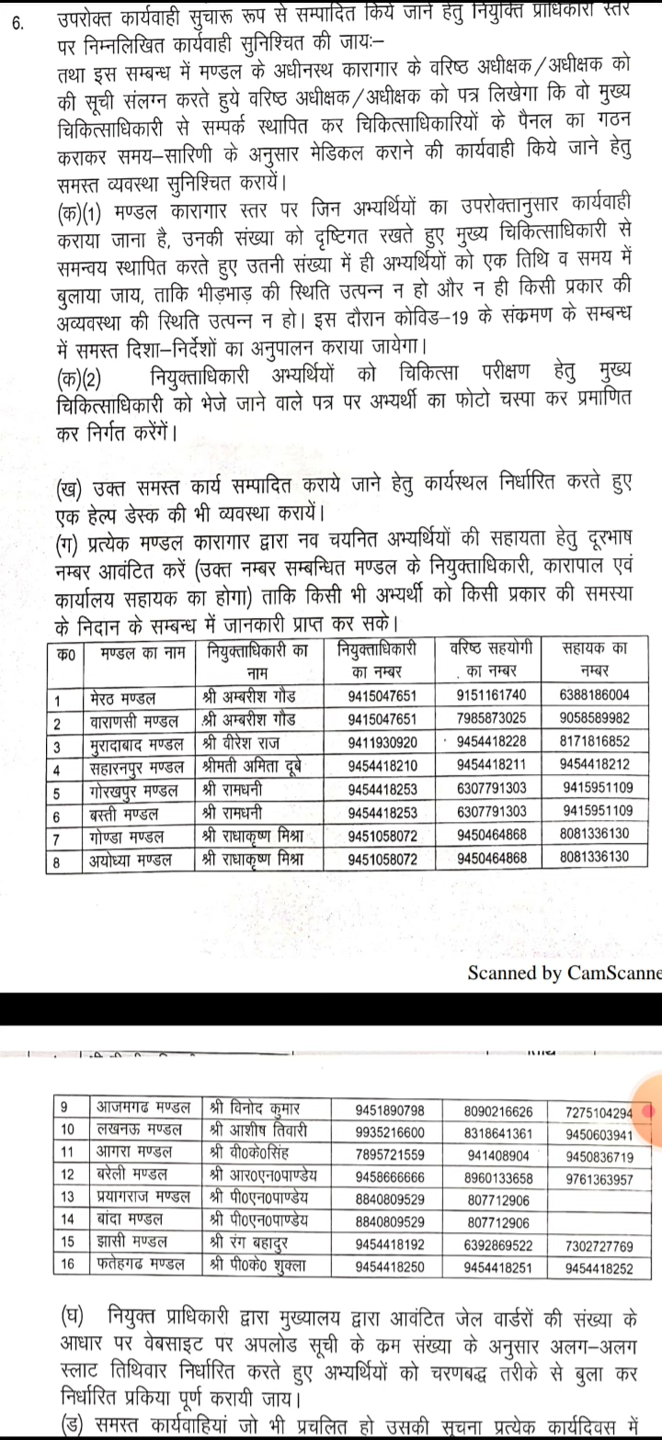 6. उपरोक्त कार्यवाही सुचारू रूप से सम्पादित किये जाने हेतु नियुक्ति प्राधिकारी स्तर
पर निम्नलिखित कार्यवाही सुनिश्चित की जायः–
तथा इस सम्बन्ध में मण्डल के अधीनस्थ कारागार के वरिष्ठ अधीक्षक/अधीक्षक को
की सूची संलग्न करते हुये वरिष्ठ अधीक्षक/अधीक्षक को पत्र लिखेगा कि वो मुख्य
चिकित्साधिकारी से सम्पर्क स्थापित कर चिकित्साधिकारियों के पैनल का गठन
कराकर समय–सारिणी के अनुसार मेडिकल कराने की कार्यवाही किये जाने हेतु
समस्त व्यवस्था सुनिश्चित करायें।
(क)(1) मण्डल कारागार स्तर पर जिन अभ्यर्थियों का उपरोक्तानुसार कार्यवाही
कराया जाना है, उनकी संख्या को दृष्टिगत रखते हुए मुख्य चिकित्साधिकारी से
समन्वय स्थापित करते हुए उतनी संख्या में ही अभ्यर्थियों को एक तिथि व समय में
बुलाया जाय, ताकि भीड़भाड़ की स्थिति उत्पन्न न हो और न ही किसी प्रकार की
अव्यवस्था की स्थिति उत्पन्न न हो। इस दौरान कोविड–19 के संक्रमण के सम्बन्ध
में समस्त दिशा–निर्देशों का अनुपालन कराया जायेगा।
(क)(2) नियुक्ताधिकारी अभ्यर्थियों को चिकित्सा परीक्षण हेतु मुख्य
चिकित्साधिकारी को भेजे जाने वाले पत्र पर अभ्यर्थी का फोटो चस्पा कर प्रमाणित
कर निर्गत करेंगें।
(ख) उक्त समस्त कार्य सम्पादित कराये जाने हेतु कार्यस्थल निर्धारित करते हुए
एक हेल्प डेस्क की भी व्यवस्था करायें।
(ग) प्रत्येक मण्डल कारागार द्वारा नव चयनित अभ्यर्थियों की सहायता हेतु दूरभाष
नम्बर आवंटित करें (उक्त नम्बर सम्बन्धित मण्डल के नियुक्ताधिकारी, कारापाल एवं
कार्यालय सहायक का होगा) ताकि किसी भी अभ्यर्थी को किसी प्रकार की समस्या
के निदान के सम्बन्ध में जानकारी प्राप्त कर सके।
क0 मण्डल का नाम नियुक्ताधिकारी का नियुक्ताधिकारी वरिष्ठ सहयोगी सहायक का
नाम का नम्बर का नम्बर नम्बर
1 मेरठ मण्डल श्री अम्बरीश गौड 9415047651 9151161740 6388186004
2 वाराणसी मण्डल श्री अम्बरीश गौड 9415047651 7985873025 9058589982
3 मुरादाबाद मण्डल श्री वीरेश राज 9411930920 9454418228 8171816852
4 सहारनपुर मण्डल श्रीमती अमिता दूबे 9454418210 9454418211 9454418212
5 गोरखपुर मण्डल श्री रामधनी 9454418253 6307791303 9415951109
6 बस्ती मण्डल श्री रामधनी 9454418253 6307791303 9415951109
7 गोण्डा मण्डल श्री राधाकृष्ण मिश्रा 9451058072 9450464868 8081336130
8 अयोध्या मण्डल श्री राधाकृष्ण मिश्रा 9451058072 9450464868 8081336130
Scanned by CamScanne
9 आजमगढ मण्डल श्री विनोद कुमार 9451890798 8090216626 7275104294
10 लखनऊ मण्डल श्री आशीष तिवारी 9935216600 8318641361 9450603941
11 आगरा मण्डल श्री वी०के०सिंह 7895721559 941408904 9450836719
12 बरेली मण्डल श्री आर०एन०पाण्डेय 9458666666 8960133658 9761363957
13 प्रयागराज मण्डल श्री पी०एन०पाण्डेय 8840809529 807712906
14 बांदा मण्डल श्री पी०एन०पाण्डेय 8840809529 807712906
15 झासी मण्डल श्री रंग बहादुर 9454418192 6392869522 7302727769
16 फतेहगढ मण्डल श्री पी०के० शुक्ला 9454418250 9454418251 9454418252
(घ) नियुक्त प्राधिकारी द्वारा मुख्यालय द्वारा आवंटित जेल वार्डरों की संख्या के
आधार पर वेबसाइट पर अपलोड सूची के क्रम संख्या के अनुसार अलग–अलग
स्लाट तिथिवार निर्धारित करते हुए अभ्यर्थियों को चरणबद्ध तरीके से बुला कर
निर्धारित प्रकिया पूर्ण करायी जाय।
(ड) समस्त कार्यवाहियां जो भी प्रचलित हो उसकी सूचना प्रत्येक कार्यदिवस में